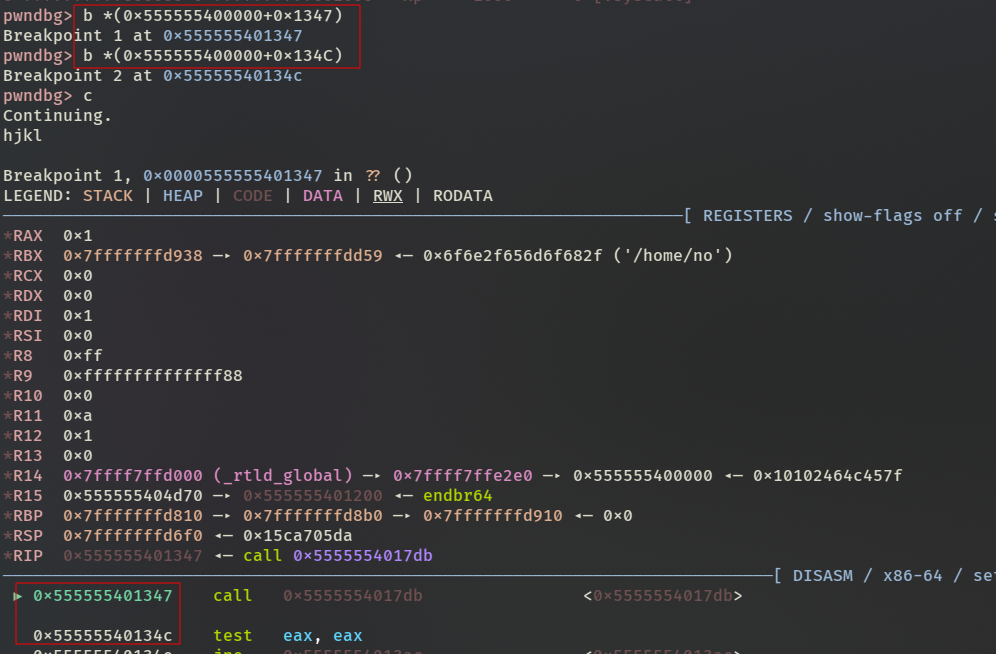 pwndbg> b *(0×555555400000+0×1347)
Breakpoint 1 at 0×555555401347
pwndbg> b *(0×555555400000+0×134C)
Breakpoint 2 at 0×55555540134c
pwndbg> c
Continuing.
hjkl
Breakpoint 1, 0×0000555555401347 in ?? ()
LEGEND: STACK | HEAP | CODE | DATA | RWX | RODATA
[ REGISTERS / show-flags off /
*RAX 0×1
*RBX 0×7fffffffd938 —▸ 0×7fffffffdd59 ◂— 0×6f6e2f656d6f682f ('/home/no')
*RCX 0×0
*RDX 0×0
*RDI 0×1
*RSI 0×0
*R8 0×ff
*R9 0×ffffffffffffff88
*R10 0×0
*R11 0×a
*R12 0×1
*R13 0×0
*R14 0×7ffff7ffd000 (_rtld_global) —▸ 0×7ffff7ffe2e0 —▸ 0×555555400000 ◂— 0×10102464c457f
*R15 0×555555404d70 —▸ 0×555555401200 ◂— endbr64
*RBP 0×7fffffffd810 —▸ 0×7fffffffd8b0 —▸ 0×7fffffffd910 ◂— 0×0
*RSP 0×7fffffffd6f0 ◂— 0×15ca705da
*RIP 0×555555401347 ◂— call 0×5555554017db
[ DISASM / x86-64 / set
► 0×555555401347 call 0×5555554017db <0×5555554017db>
0×55555540134c test eax, eax